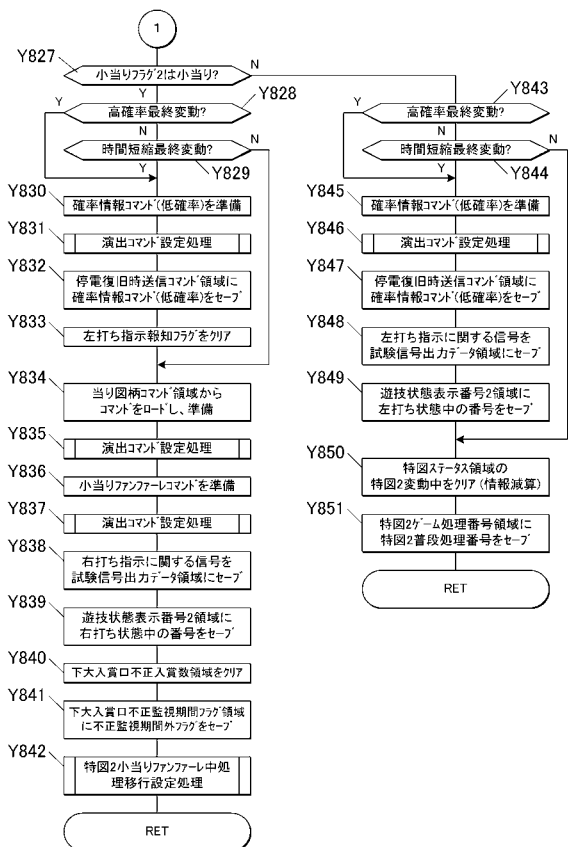 1
Y827
小当りフラグ2は小当り?
N
Y
Y828
高確率最終変動?
Y
N
時間短縮最終変動?
N
Y
Y829
Y830
確率情報コマンド(低確率)を準備
Y831
演出コマンド設定処理
Y832
停電復旧時送信コマンド領域に
確率情報コマンド(低確率)をセーブ
Y833
左打ち指示報知フラグをクリア
Y834
当り図柄コマンド領域から
コマンドをロードし、準備
Y835
演出コマンド設定処理
Y836
小当りファンファーレコマンドを準備
Y837
演出コマンド設定処理
Y838
右打ち指示に関する信号を
試験信号出力データ領域にセーブ
Y839
遊技状態表示番号2領域に
右打ち状態中の番号をセーブ
Y840
下大入賞口不正入賞数領域をクリア
Y841
下大入賞口不正監視期間フラグ領域
に不正監視期間外フラグをセーブ
Y842
特図2小当りファンファーレ中処
理移行設定処理
RET
Y843
高確率最終変動?
Y
N
時間短縮最終変動?
N
Y
Y844
Y845
確率情報コマンド(低確率)を準備
Y846
演出コマンド設定処理
Y847
停電復旧時送信コマンド領域に
確率情報コマンド(低確率)をセーブ
Y848
左打ち指示に関する信号を
試験信号出力データ領域にセーブ
Y849
遊技状態表示番号2領域に
左打ち状態中の番号をセーブ
Y850
特図ステータス領域の
特図2変動中をクリア(情報減算)
Y851
特図2ゲーム処理番号領域に
特図2普段処理番号をセーブ
RET